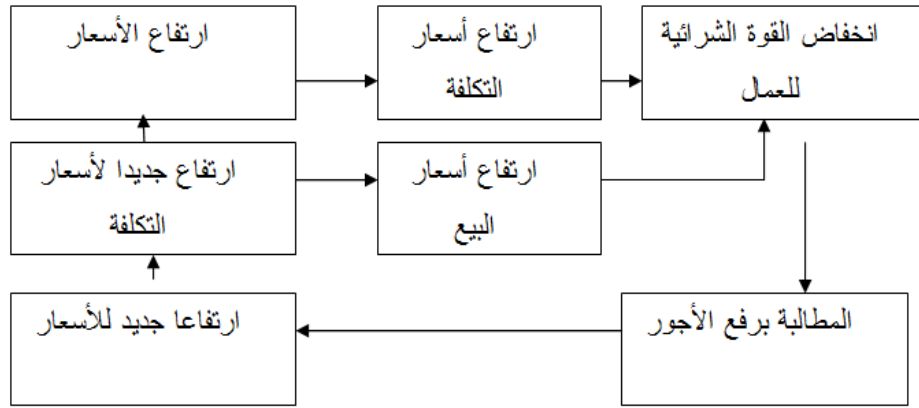 انخفاض القوة الشرائية
للعمال
ارتفاع أسعار
التكلفة
ارتفاع الأسعار
ارتفاع أسعار
البيع
ارتفاع جديدا لأسعار
التكلفة
المطالبة برفع الأجور
ارتفاعا جديد للأسعار